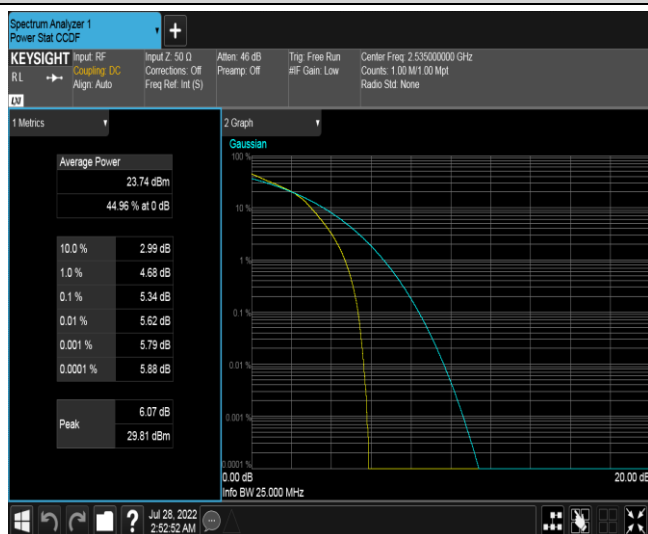 Spectrum Analyzer 1
Power Stat CCDF
+
KEYSIGHT
RL
LXI
Input: RF
Coupling: DC
Align: Auto
Input Z: 50 Ω
Corrections: Off
Freq Ref: Int (S)
Atten: 46 dB
Preamp: Off
Trig: Free Run
#IF Gain: Low
Center Freq: 2.535000000 GHz
Counts: 1.00 M/1.00 Mpt
Radio Std: None
1 Metrics
Average Power
23.74 dBm
44.96 % at 0 dB
10.0 % 2.99 dB
1.0 % 4.68 dB
0.1 % 5.34 dB
0.01 % 5.62 dB
0.001 % 5.79 dB
0.0001 % 5.88 dB
Peak
6.07 dB
29.81 dBm
2 Graph
Gaussian
100 %
10 %
1 %
0.1 %
0.01 %
0.001 %
0.0001 %
0.00 dB 20.00 dB
Info BW 25.000 MHz
?
Jul 28, 2022
2:52:52 AM